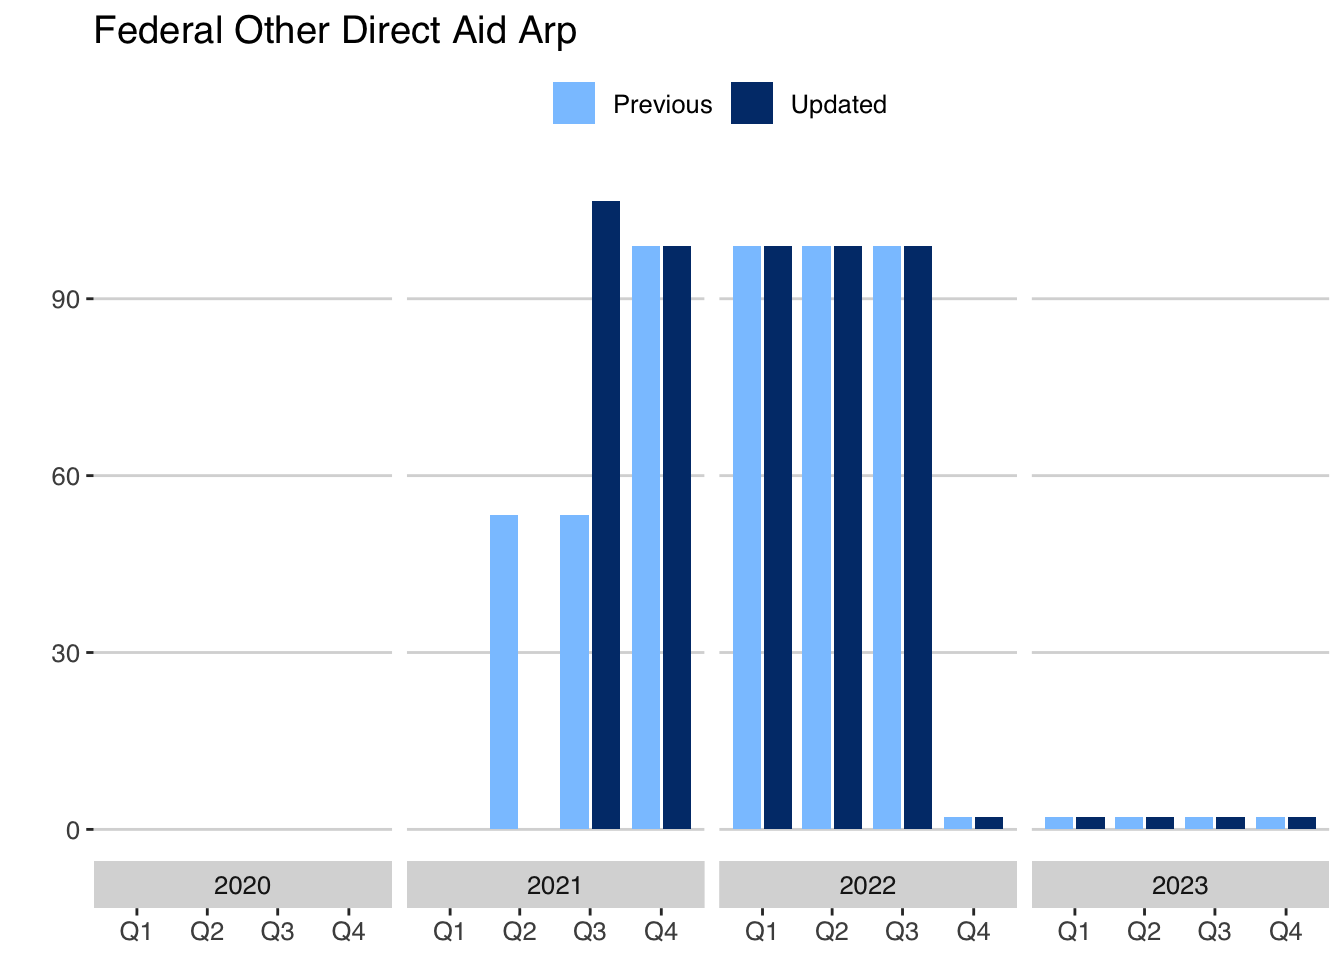 Federal Other Direct Aid Arp
Previous Updated
90
60
30
0
2020 2021 2022 2023
Q1 Q2 Q3 Q4 Q1 Q2 Q3 Q4 Q1 Q2 Q3 Q4 Q1 Q2 Q3 Q4